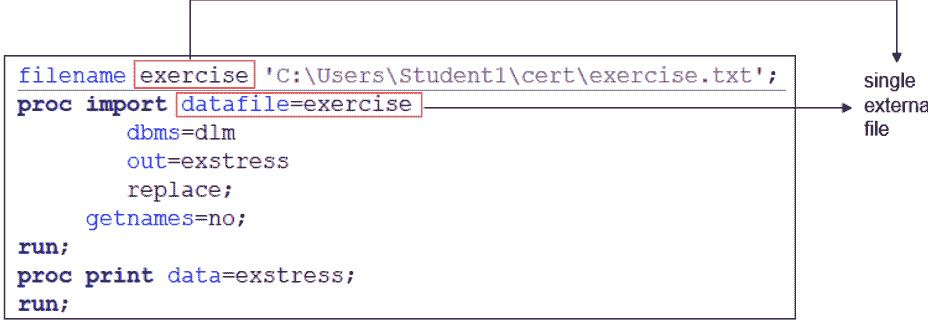 filename exercise 'C:\Users\Student1\cert\exercise.txt';
proc import datafile=exercise
dbms=dlm
out=exstress
replace;
getnames=no;
run;
proc print data=exstress;
run;
single
externa
file